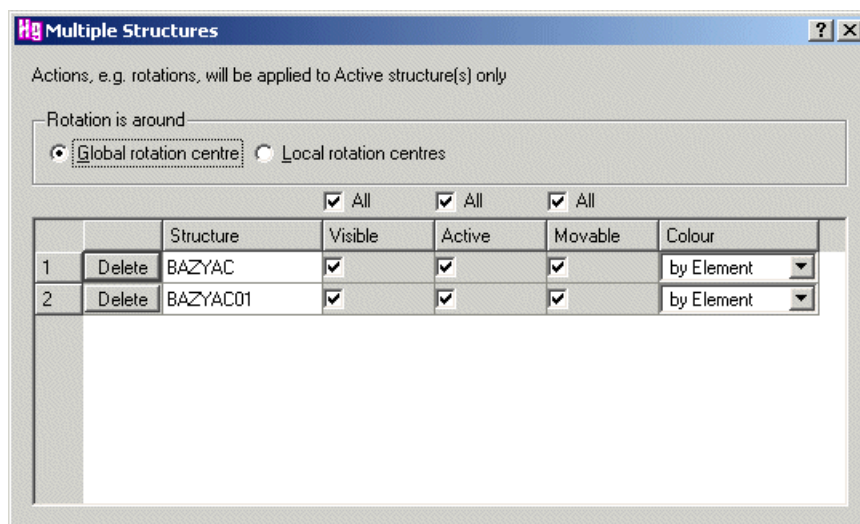 Hg Multiple Structures ? X
Actions, e.g. rotations, will be applied to Active structure(s) only
Rotation is around
Global rotation centre Local rotation centres
All All All
Structure Visible Active Movable Colour
1 Delete BAZYAC by Element
2 Delete BAZYAC01 by Element